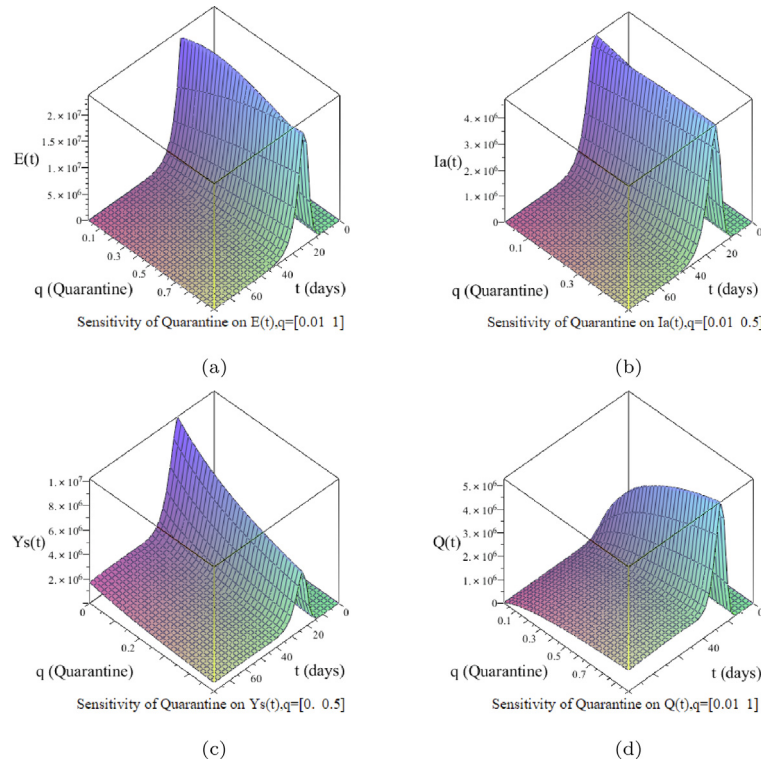 2. × 10⁷
1.5 × 10⁷
E(t)
1. × 10⁷
5. × 10⁶
0
0.1
0.3
0.5
0.7
q (Quarantine)
60
40
20
0
t (days)
Sensitivity of Quarantine on E(t),q=[0.01 1]
(a)
4. × 10⁶
3. × 10⁶
Ia(t)
2. × 10⁶
1. × 10⁶
0
0.1
0.3
q (Quarantine)
60
40
20
0
t (days)
Sensitivity of Quarantine on Ia(t),q=[0.01 0.5]
(b)
1. × 10⁷
8. × 10⁶
6. × 10⁶
Ys(t)
4. × 10⁶
2. × 10⁶
0
0.2
q (Quarantine)
60
40
20
0
t (days)
Sensitivity of Quarantine on Ys(t),q=[0. 0.5]
(c)
5. × 10⁶
4. × 10⁶
3. × 10⁶
Q(t)
2. × 10⁶
1. × 10⁶
0
0.1
0.3
0.5
0.7
q (Quarantine)
40
0
t (days)
Sensitivity of Quarantine on Q(t),q=[0.01 1]
(d)